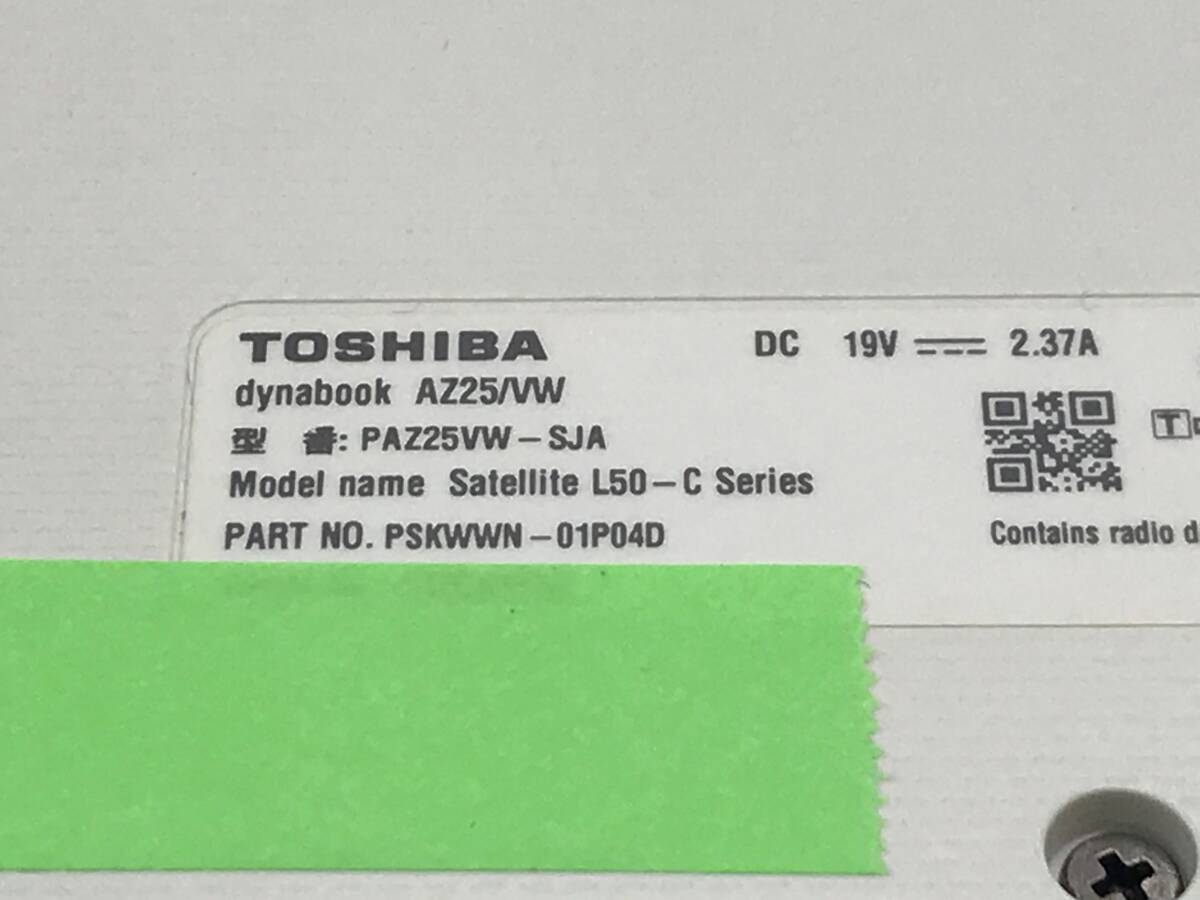 TOSHIBA
DC 19V 2.37A
dynabook AZ25/VW
型 番: PAZ25VW-SJA
Model name Satellite L50-C Series
PART NO. PSKWWN-01P04D
T
Contains radio d